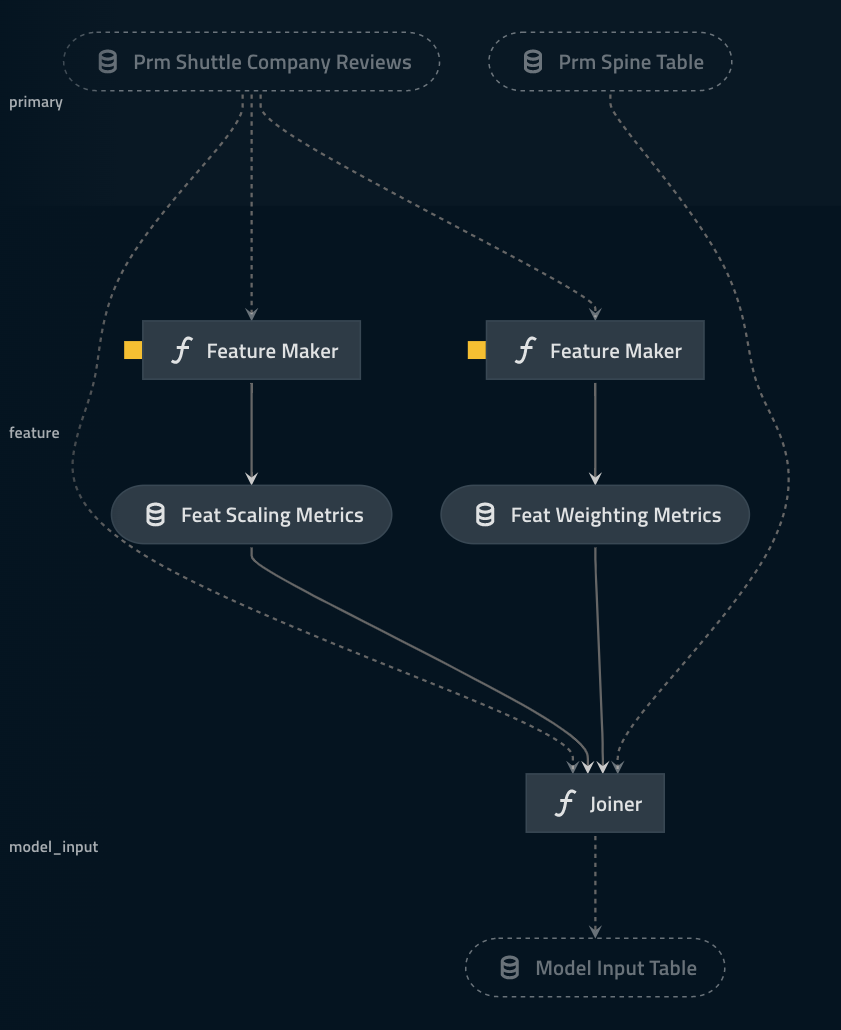 Prm Shuttle Company Reviews
Prm Spine Table
primary
Feature Maker
Feature Maker
feature
Feat Scaling Metrics
Feat Weighting Metrics
Joiner
model_input
Model Input Table